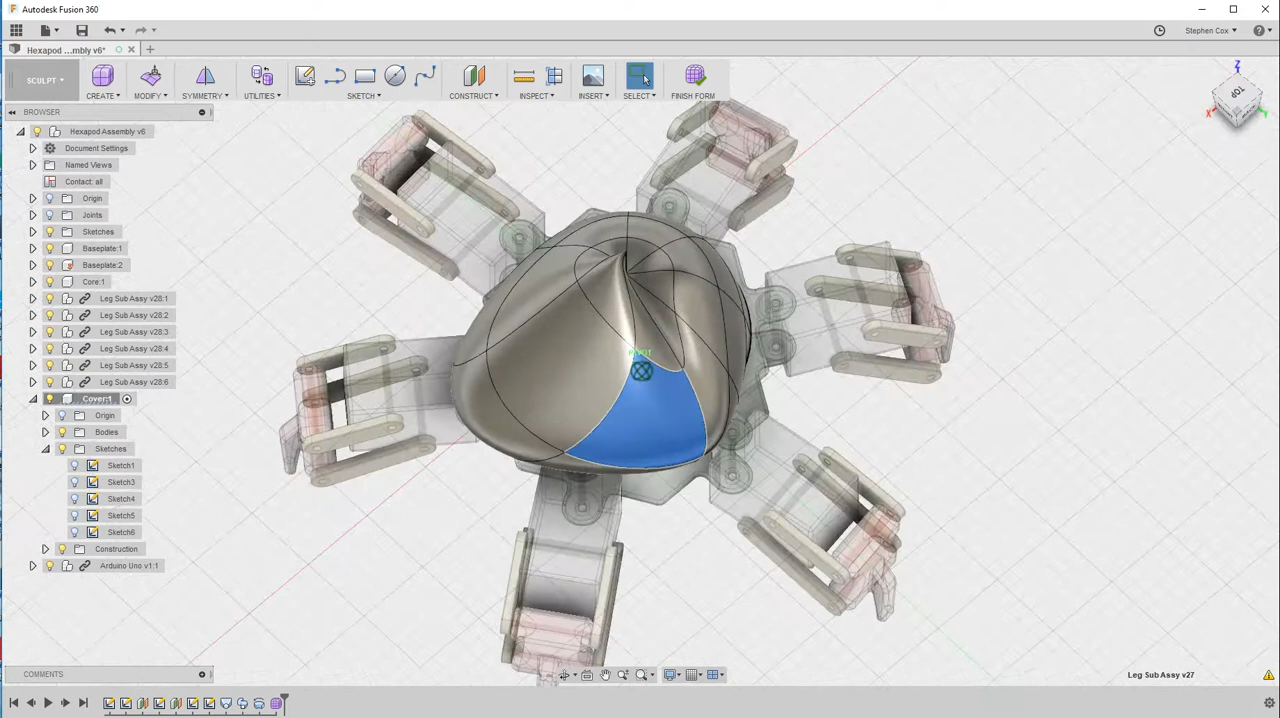 Autodesk Fusion 360
Stephen Cox
Hexapod ...mbly v6*
SCULPT
CREATE
MODIFY
SYMMETRY
UTILITIES
SKETCH
CONSTRUCT
INSPECT
INSERT
SELECT
FINISH FORM
BROWSER
Hexapod Assembly v6
Document Settings
Named Views
Contact: all
Origin
Joints
Sketches
Baseplate:1
Baseplate:2
Core:1
Leg Sub Assy v28:1
Leg Sub Assy v28:2
Leg Sub Assy v28:3
Leg Sub Assy v28:4
Leg Sub Assy v28:5
Leg Sub Assy v28:6
Cover:1
Origin
Bodies
Sketches
Sketch1
Sketch3
Sketch4
Sketch5
Sketch6
Construction
Arduino Uno v1:1
Z
TOP
X
Y
COMMENTS
Leg Sub Assy v27